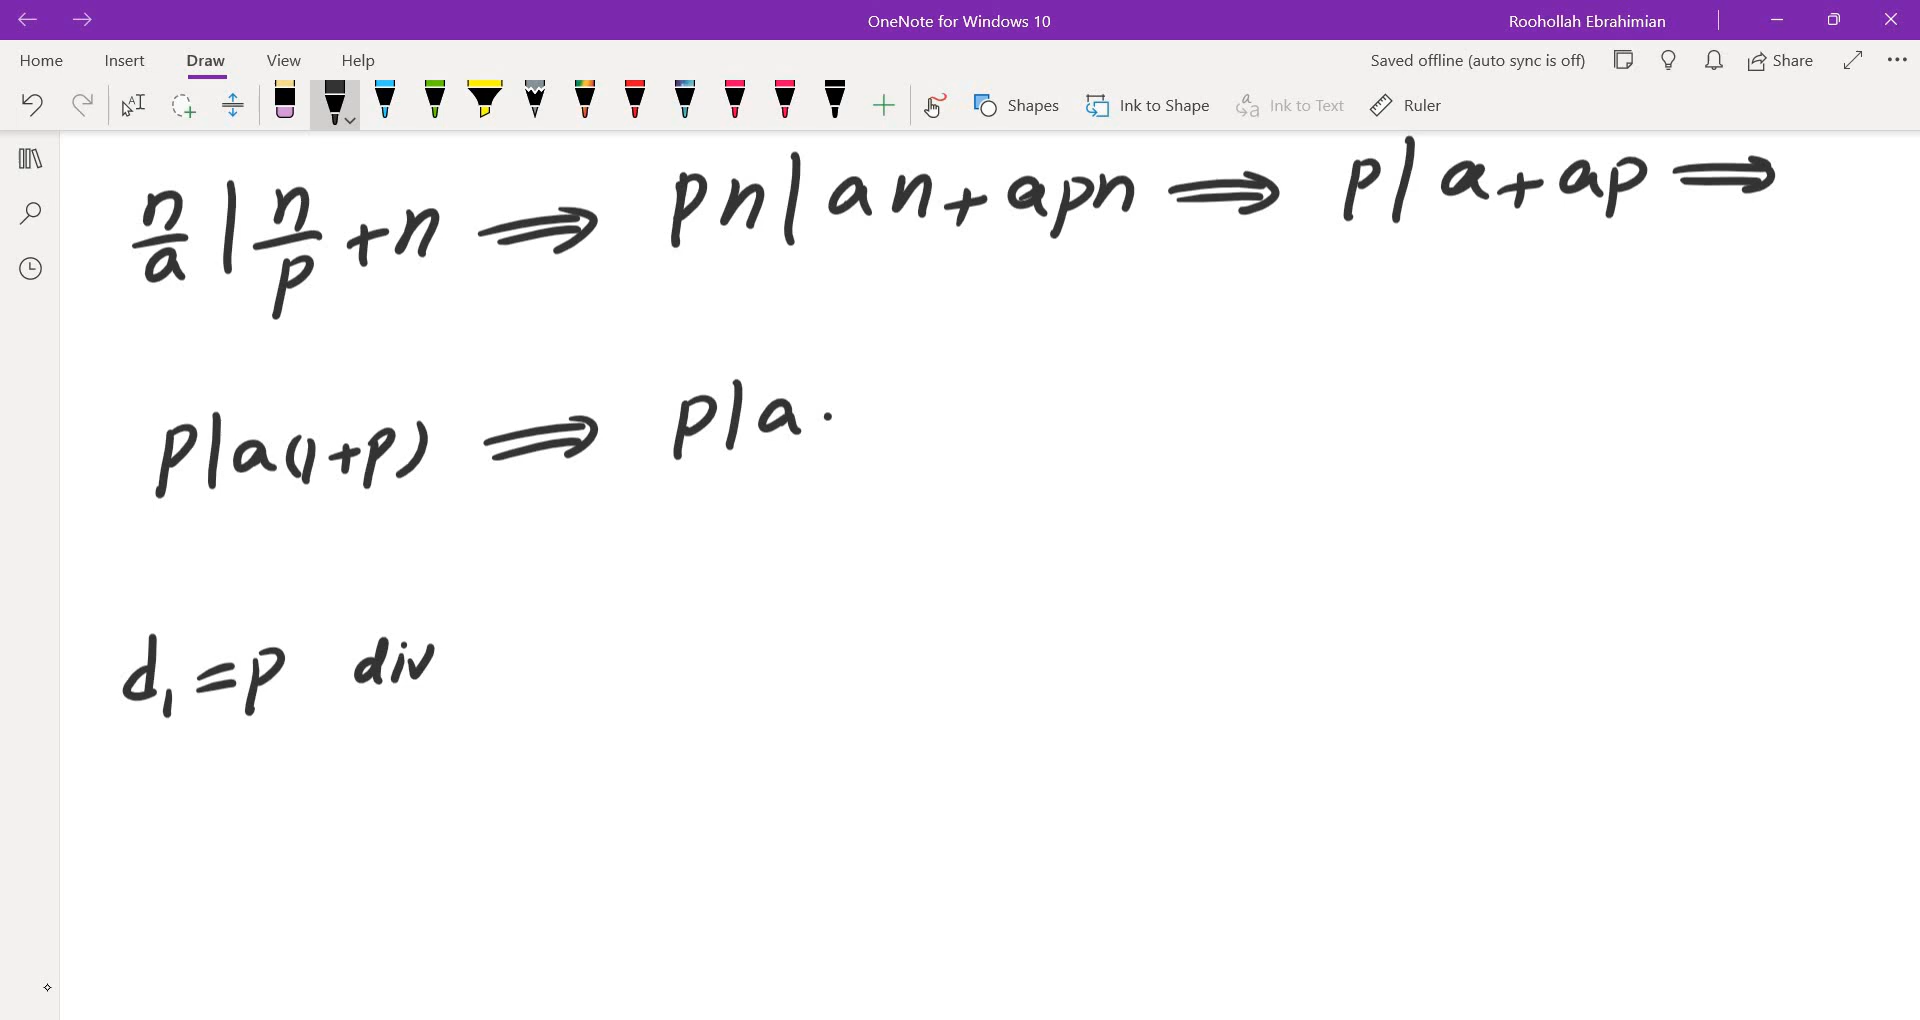 OneNote for Windows 10 Roohollah Ebrahimian
Home Insert Draw View Help Saved offline (auto sync is off) Share
Shapes Ink to Shape Ink to Text Ruler
n/a | n/p + n ⟹ pn | an + apn ⟹ p | a + ap ⟹
p | a(1+p) ⟹ p | a .
d₁ = p div